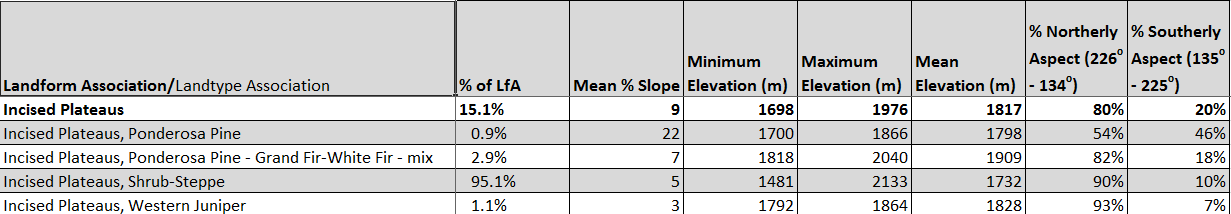 Landform Association/Landtype Association | % of LfA | Mean % Slope | Minimum Elevation (m) | Maximum Elevation (m) | Mean Elevation (m) | % Northerly Aspect (226° - 134°) | % Southerly Aspect (135° - 225°)
Incised Plateaus | 15.1% | 9 | 1698 | 1976 | 1817 | 80% | 20%
Incised Plateaus, Ponderosa Pine | 0.9% | 22 | 1700 | 1866 | 1798 | 54% | 46%
Incised Plateaus, Ponderosa Pine - Grand Fir-White Fir - mix | 2.9% | 7 | 1818 | 2040 | 1909 | 82% | 18%
Incised Plateaus, Shrub-Steppe | 95.1% | 5 | 1481 | 2133 | 1732 | 90% | 10%
Incised Plateaus, Western Juniper | 1.1% | 3 | 1792 | 1864 | 1828 | 93% | 7%